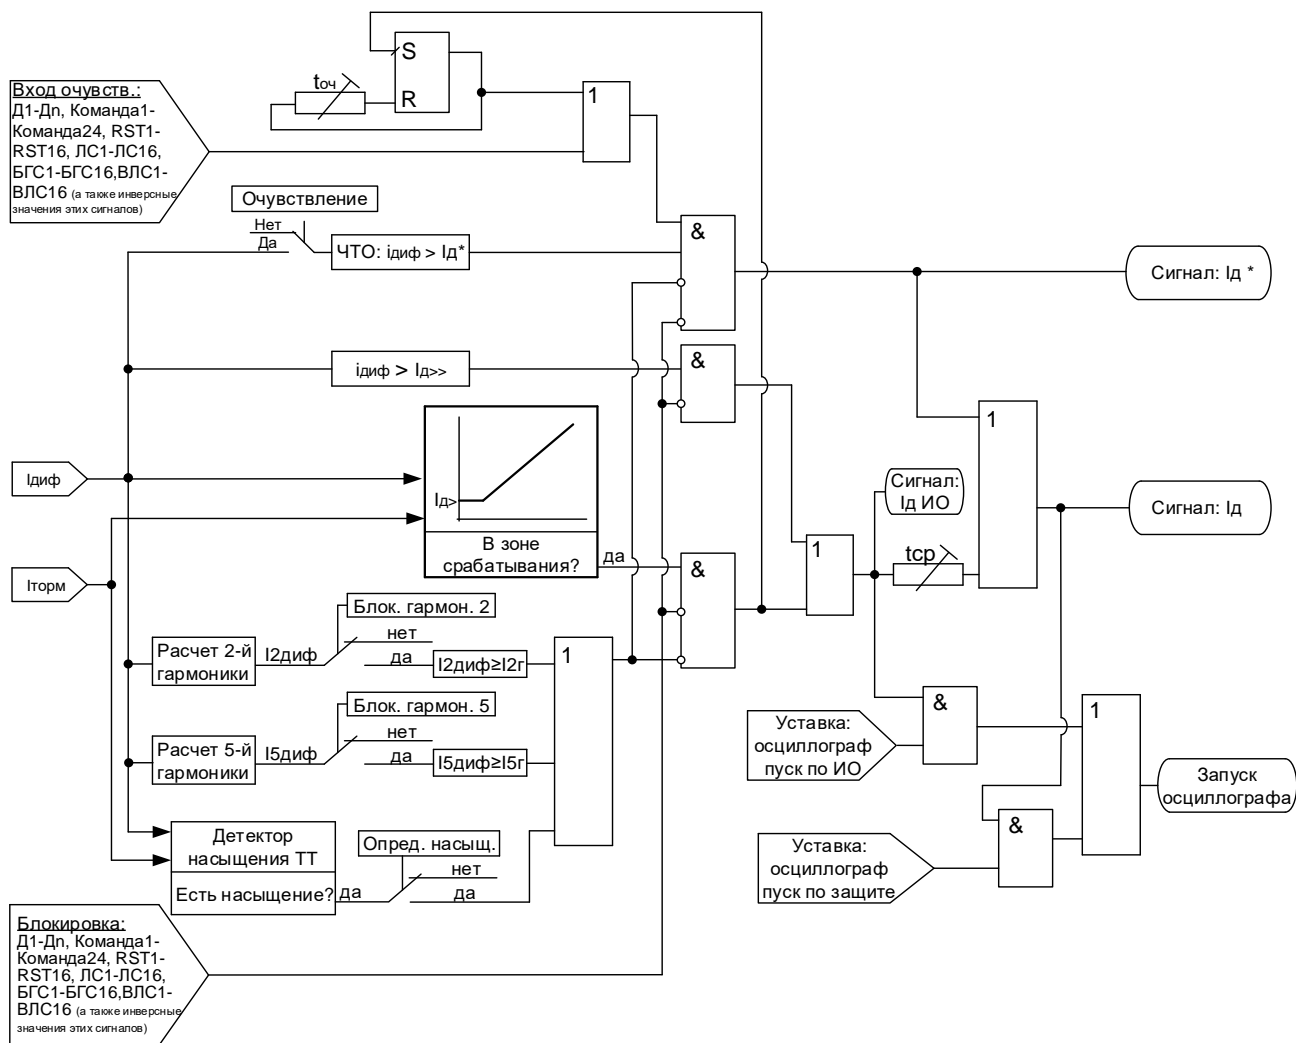 S
tоч
R
1
Вход очувств.:
Д1-Дn, Команда1-
Команда24, RST1-
RST16, ЛС1-ЛС16,
БГС1-БГС16,ВЛС1-
ВЛС16 (а также инверсные
значения этих сигналов)
Очувствление
Нет
Да
ЧТО: iдиф > Iд*
&
Сигнал: Iд *
iдиф > Iд>>
&
Iд>
В зоне
срабатывания?
да
Iдиф
Iторм
&
1
Сигнал:
Iд ИО
tср
1
Сигнал: Iд
Блок. гармон. 2
нет
да
Расчет 2-й
гармоники
I2диф
I2диф≥I2г
1
Блок. гармон. 5
нет
да
Расчет 5-й
гармоники
I5диф
I5диф≥I5г
Уставка:
осциллограф
пуск по ИО
&
1
Запуск
осциллографа
Уставка:
осциллограф
пуск по защите
&
Детектор
насыщения ТТ
Есть насыщение?
да
Опред. насыщ.
нет
да
Блокировка:
Д1-Дn, Команда1-
Команда24, RST1-
RST16, ЛС1-ЛС16,
БГС1-БГС16,ВЛС1-
ВЛС16 (а также инверсные
значения этих сигналов)